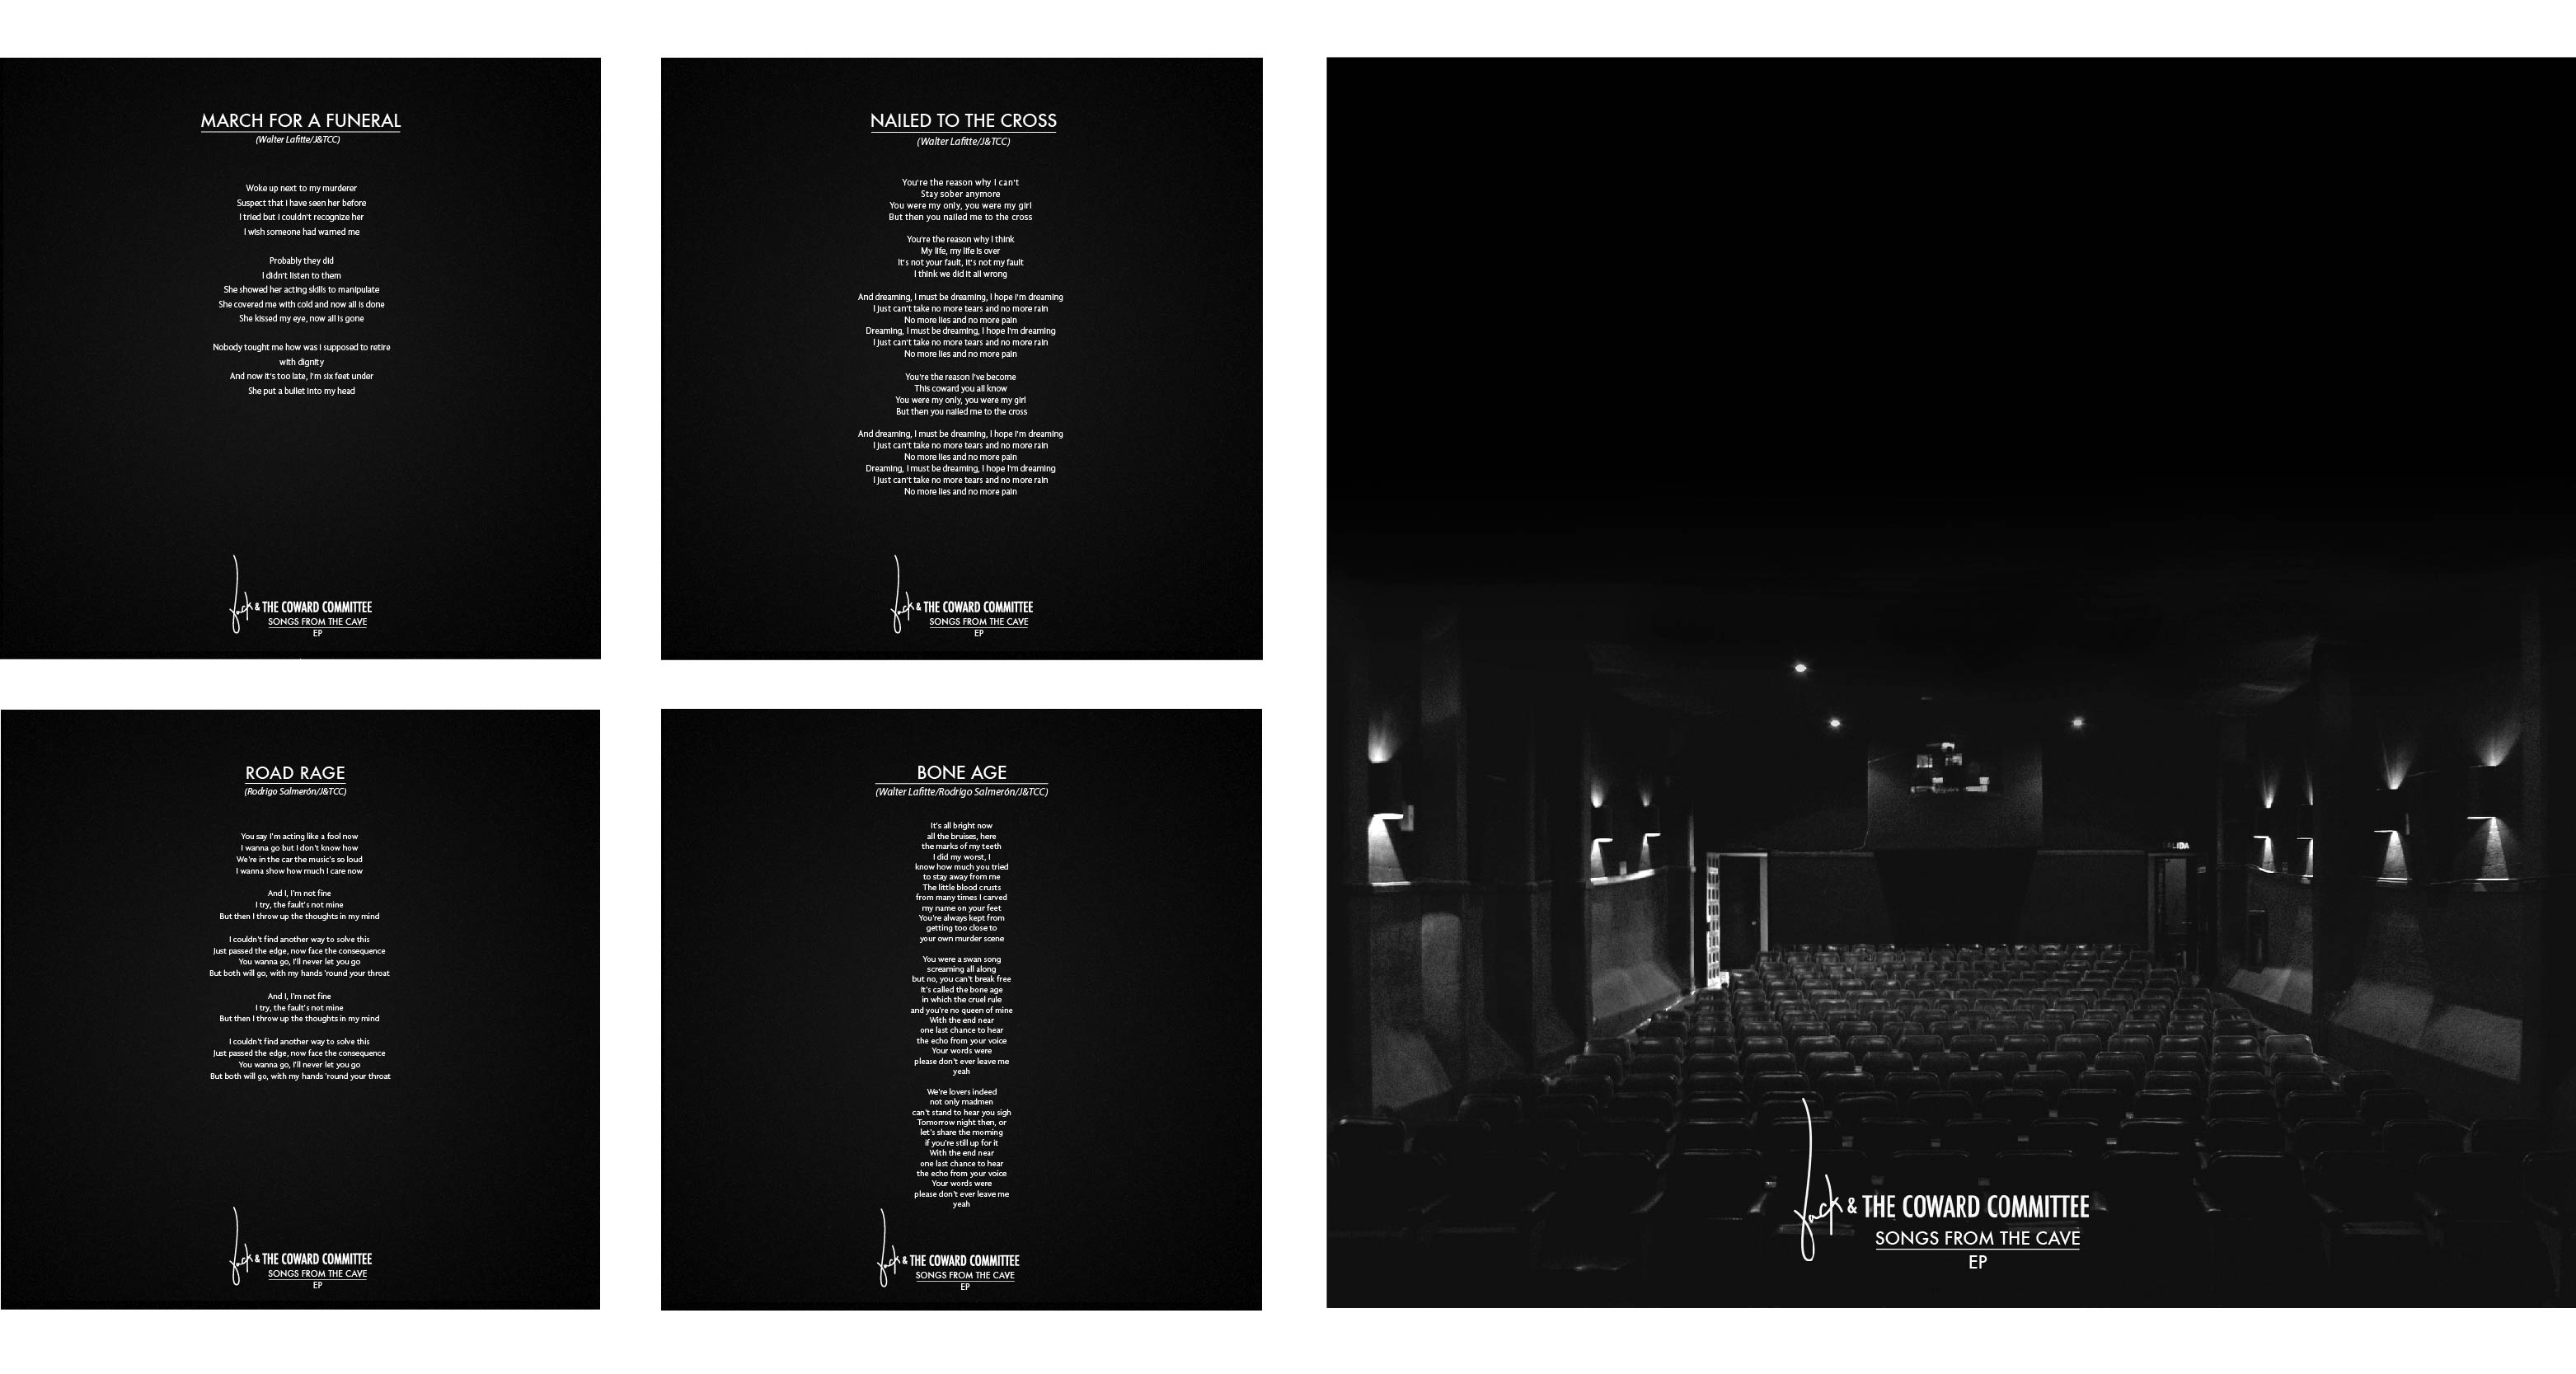 MARCH FOR A FUNERAL
(Walter Lafitte/J&TCC)
Woke up next to my murderer
Suspect that I have seen her before
I tried but I couldn't recognize her
I wish someone had warned me
Probably they did
I didn't listen to them
She showed her acting skills to manipulate
She covered me with cold and now all is done
She kissed my eye, now all is gone
Nobody tought me how was I supposed to retire
with dignity
And now it's too late, I'm six feet under
She put a bullet into my head
Jack & THE COWARD COMMITTEE
SONGS FROM THE CAVE
EP
NAILED TO THE CROSS
(Walter Lafitte/J&TCC)
You're the reason why I can't
Stay sober anymore
You were my only, you were my girl
But then you nailed me to the cross
You're the reason why I think
My life, my life is over
It's not your fault, it's not my fault
I think we did it all wrong
And dreaming, I must be dreaming, I hope I'm dreaming
I just can't take no more tears and no more rain
No more lies and no more pain
Dreaming, I must be dreaming, I hope I'm dreaming
I just can't take no more tears and no more rain
No more lies and no more pain
You're the reason I've become
This coward you all know
You were my only, you were my girl
But then you nailed me to the cross
And dreaming, I must be dreaming, I hope I'm dreaming
I just can't take no more tears and no more rain
No more lies and no more pain
Dreaming, I must be dreaming, I hope I'm dreaming
I just can't take no more tears and no more rain
No more lies and no more pain
Jack & THE COWARD COMMITTEE
SONGS FROM THE CAVE
EP
ROAD RAGE
(Rodrigo Salmerón/J&TCC)
You say I'm acting like a fool now
I wanna go but I don't know how
We're in the car the music's so loud
I wanna show how much I care now
And I, I'm not fine
I try, the fault's not mine
But then I throw up the thoughts in my mind
I couldn't find another way to solve this
Just passed the edge, now face the consequence
You wanna go, I'll never let you go
But both will go, with my hands 'round your throat
And I, I'm not fine
I try, the fault's not mine
But then I throw up the thoughts in my mind
I couldn't find another way to solve this
Just passed the edge, now face the consequence
You wanna go, I'll never let you go
But both will go, with my hands 'round your throat
Jack & THE COWARD COMMITTEE
SONGS FROM THE CAVE
EP
BONE AGE
(Walter Lafitte/Rodrigo Salmerón/J&TCC)
It's all bright now
all the bruises, here
the marks of my teeth
I did my worst, I
know how much you tried
to stay away from me
The little blood crusts
from many times I carved
my name on your feet
You're always kept from
getting too close to
your own murder scene
You were a swan song
screaming all along
but no, you can't break free
It's called the bone age
in which the cruel rule
and you're no queen of mine
With the end near
one last chance to hear
the echo from your voice
Your words were
please don't ever leave me
yeah
We're lovers indeed
not only madmen
can't stand to hear you sigh
Tomorrow night then, or
let's share the morning
if you're still up for it
With the end near
one last chance to hear
the echo from your voice
Your words were
please don't ever leave me
yeah
Jack & THE COWARD COMMITTEE
SONGS FROM THE CAVE
EP
SALIDA
Jack & THE COWARD COMMITTEE
SONGS FROM THE CAVE
EP